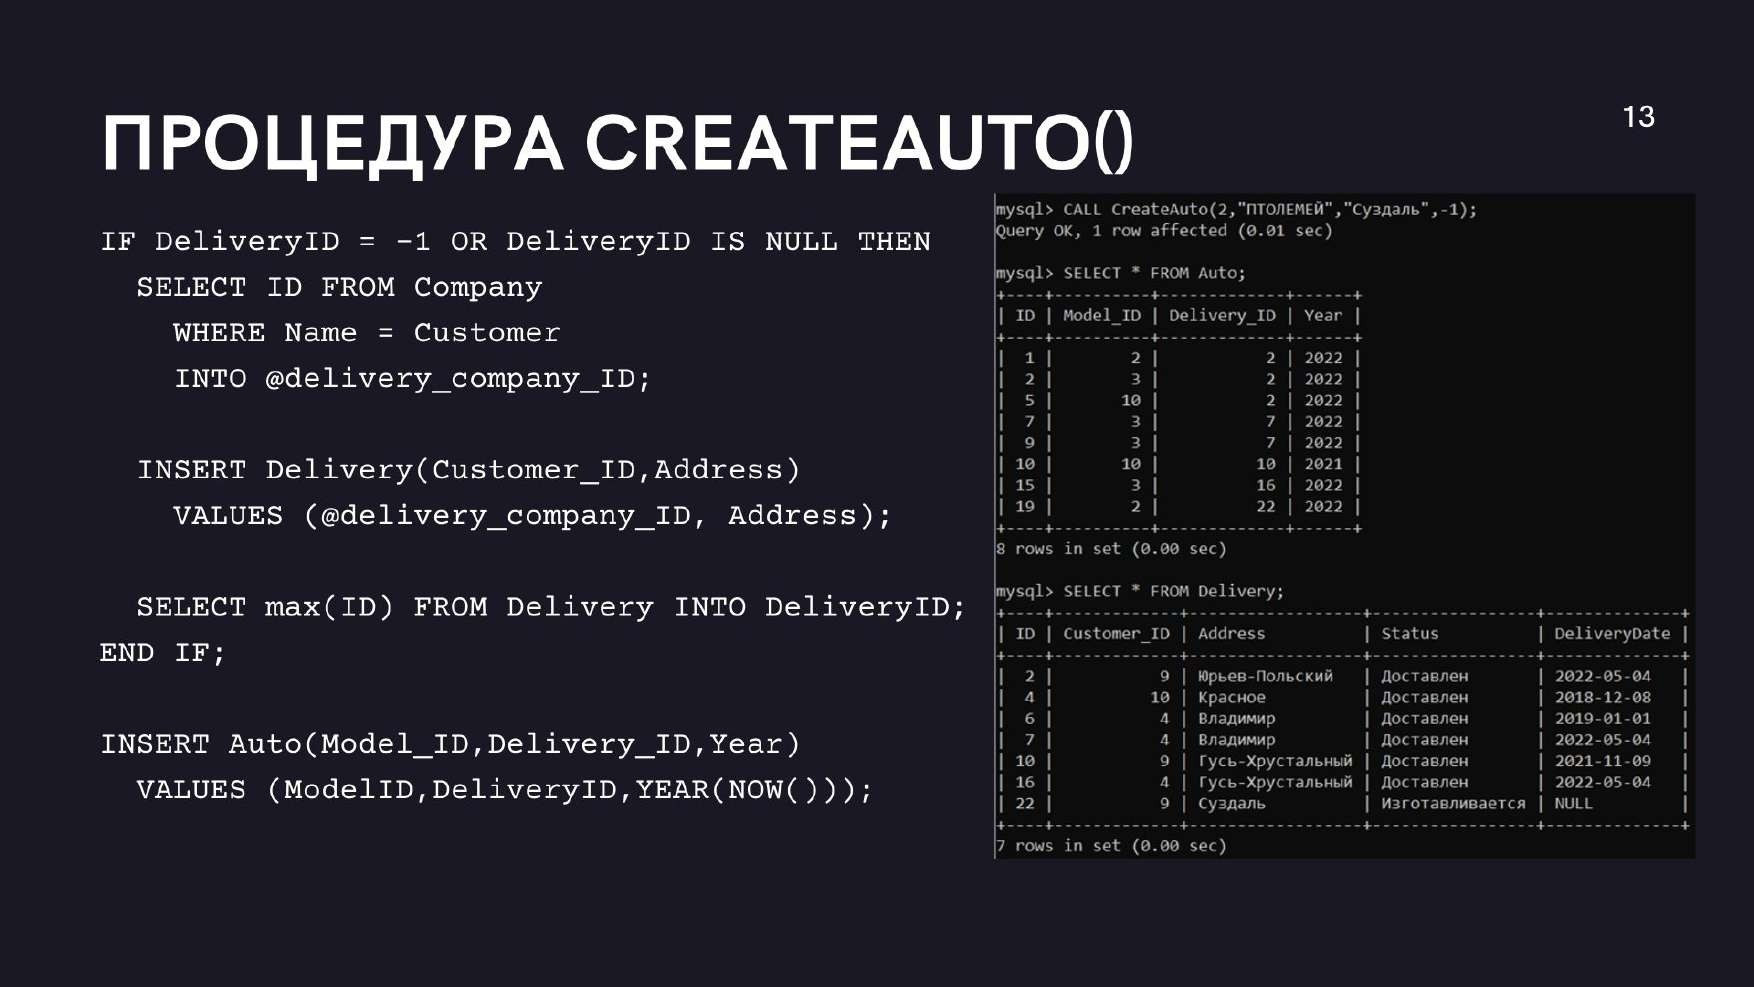 ПРОЦЕДУРА CREATEAUTO()
13
IF DeliveryID = -1 OR DeliveryID IS NULL THEN
  SELECT ID FROM Company
    WHERE Name = Customer
    INTO @delivery_company_ID;
  INSERT Delivery(Customer_ID,Address)
    VALUES (@delivery_company_ID, Address);
  SELECT max(ID) FROM Delivery INTO DeliveryID;
END IF;
INSERT Auto(Model_ID,Delivery_ID,Year)
  VALUES (ModelID,DeliveryID,YEAR(NOW()));
mysql> CALL CreateAuto(2,"ПТОЛЕМЕЙ","Суздаль",-1);
Query OK, 1 row affected (0.01 sec)
mysql> SELECT * FROM Auto;
+----+----------+-------------+------+
| ID | Model_ID | Delivery_ID | Year |
+----+----------+-------------+------+
|  1 |        2 |           2 | 2022 |
|  2 |        3 |           2 | 2022 |
|  5 |       10 |           2 | 2022 |
|  7 |        3 |           7 | 2022 |
|  9 |        3 |           7 | 2022 |
| 10 |       10 |          10 | 2021 |
| 15 |        3 |          16 | 2022 |
| 19 |        2 |          22 | 2022 |
+----+----------+-------------+------+
8 rows in set (0.00 sec)
mysql> SELECT * FROM Delivery;
+----+-------------+------------------+-----------------+--------------+
| ID | Customer_ID | Address          | Status          | DeliveryDate |
+----+-------------+------------------+-----------------+--------------+
|  2 |           9 | Юрьев-Польский   | Доставлен       | 2022-05-04   |
|  4 |          10 | Красное          | Доставлен       | 2018-12-08   |
|  6 |           4 | Владимир         | Доставлен       | 2019-01-01   |
|  7 |           4 | Владимир         | Доставлен       | 2022-05-04   |
| 10 |           9 | Гусь-Хрустальный | Доставлен       | 2021-11-09   |
| 16 |           4 | Гусь-Хрустальный | Доставлен       | 2022-05-04   |
| 22 |           9 | Суздаль          | Изготавливается | NULL         |
+----+-------------+------------------+-----------------+--------------+
7 rows in set (0.00 sec)